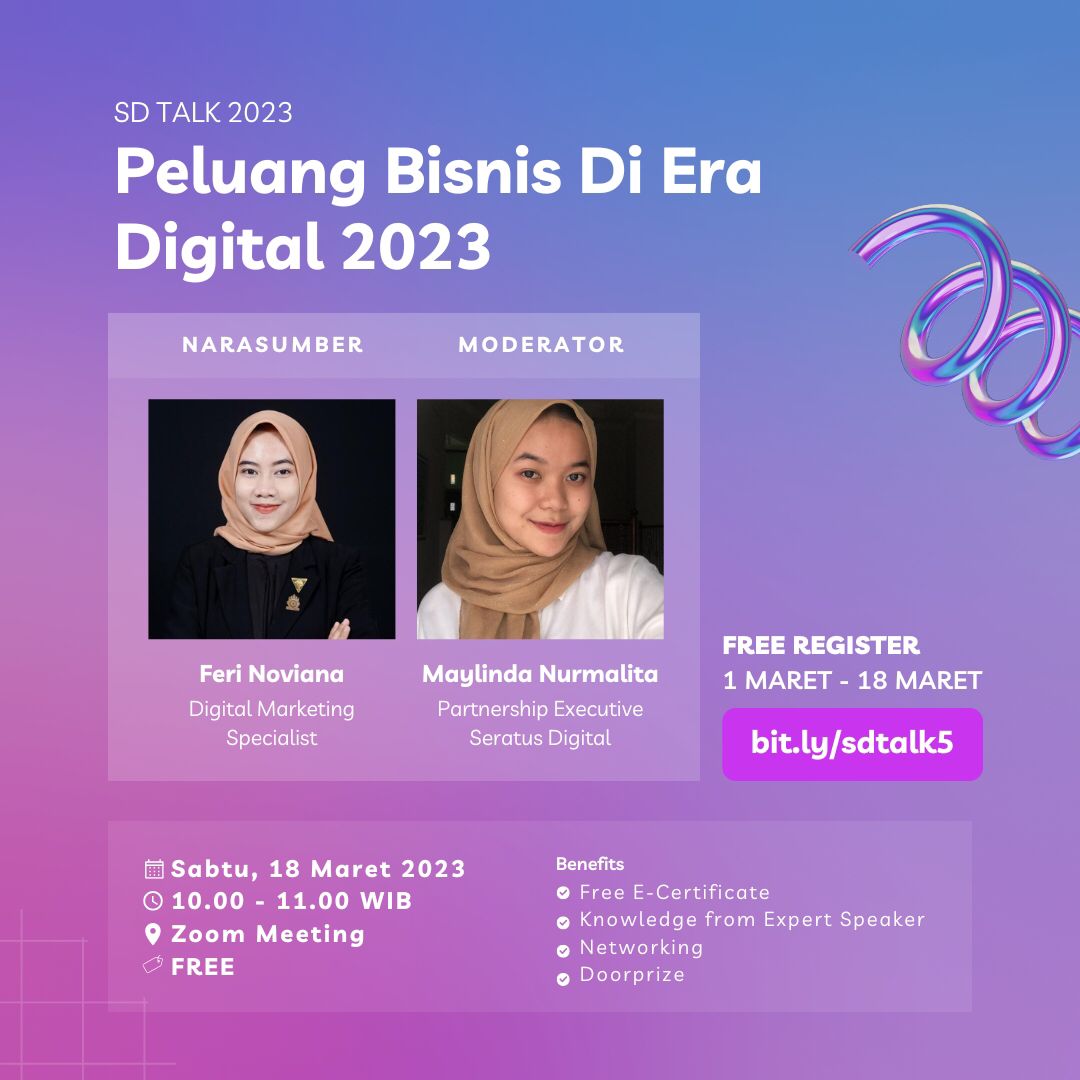 SD TALK 2023
Peluang Bisnis Di Era
Digital 2023
NARASUMBER
MODERATOR
Feri Noviana
Digital Marketing
Specialist
Maylinda Nurmalita
Partnership Executive
Seratus Digital
FREE REGISTER
1 MARET - 18 MARET
bit.ly/sdtalk5
Sabtu, 18 Maret 2023
10.00 - 11.00 WIB
Zoom Meeting
FREE
Benefits
Free E-Certificate
Knowledge from Expert Speaker
Networking
Doorprize